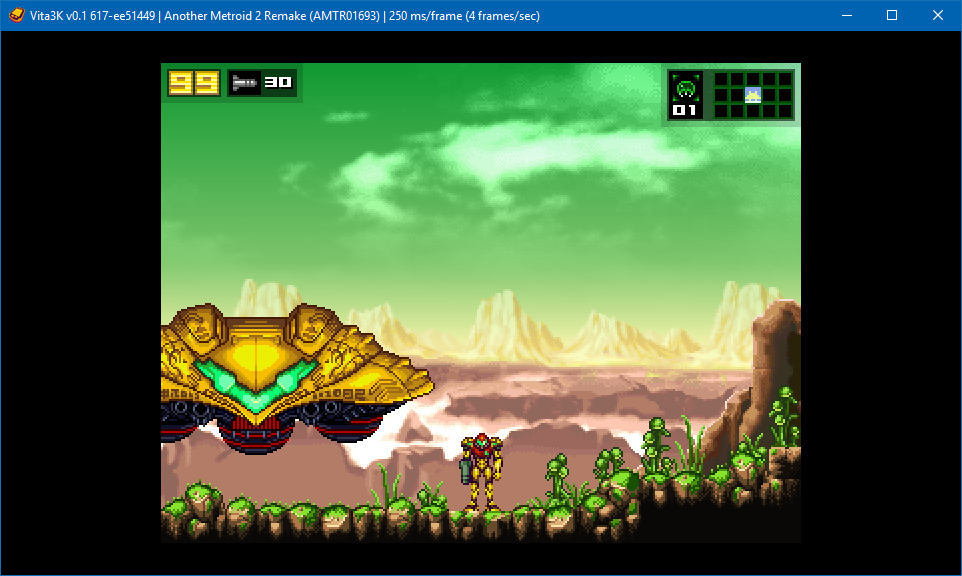 Vita3K v0.1 617-ee51449 | Another Metroid 2 Remake (AMTR01693) | 250 ms/frame (4 frames/sec)
99 30
01